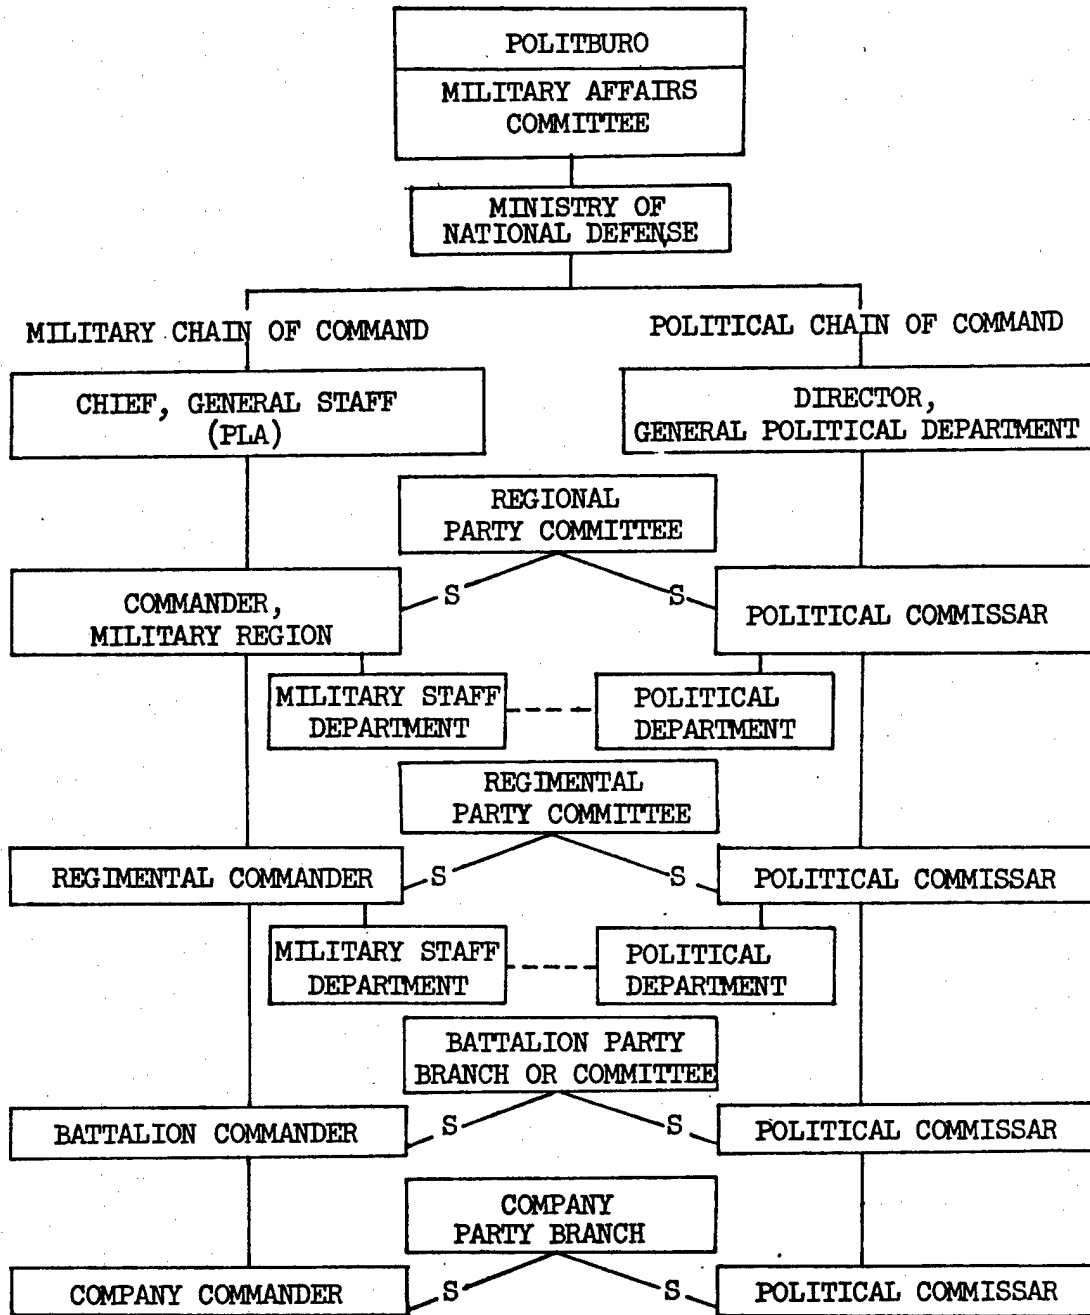 POLITBURO
MILITARY AFFAIRS
COMMITTEE
MINISTRY OF
NATIONAL DEFENSE
MILITARY CHAIN OF COMMAND
POLITICAL CHAIN OF COMMAND
CHIEF, GENERAL STAFF
(PLA)
DIRECTOR,
GENERAL POLITICAL DEPARTMENT
REGIONAL
PARTY COMMITTEE
S
S
COMMANDER,
MILITARY REGION
POLITICAL COMMISSAR
MILITARY STAFF
DEPARTMENT
POLITICAL
DEPARTMENT
REGIMENTAL
PARTY COMMITTEE
REGIMENTAL COMMANDER
S
S
POLITICAL COMMISSAR
MILITARY STAFF
DEPARTMENT
POLITICAL
DEPARTMENT
BATTALION PARTY
BRANCH OR COMMITTEE
BATTALION COMMANDER
S
S
POLITICAL COMMISSAR
COMPANY
PARTY BRANCH
COMPANY COMMANDER
S
S
POLITICAL COMMISSAR